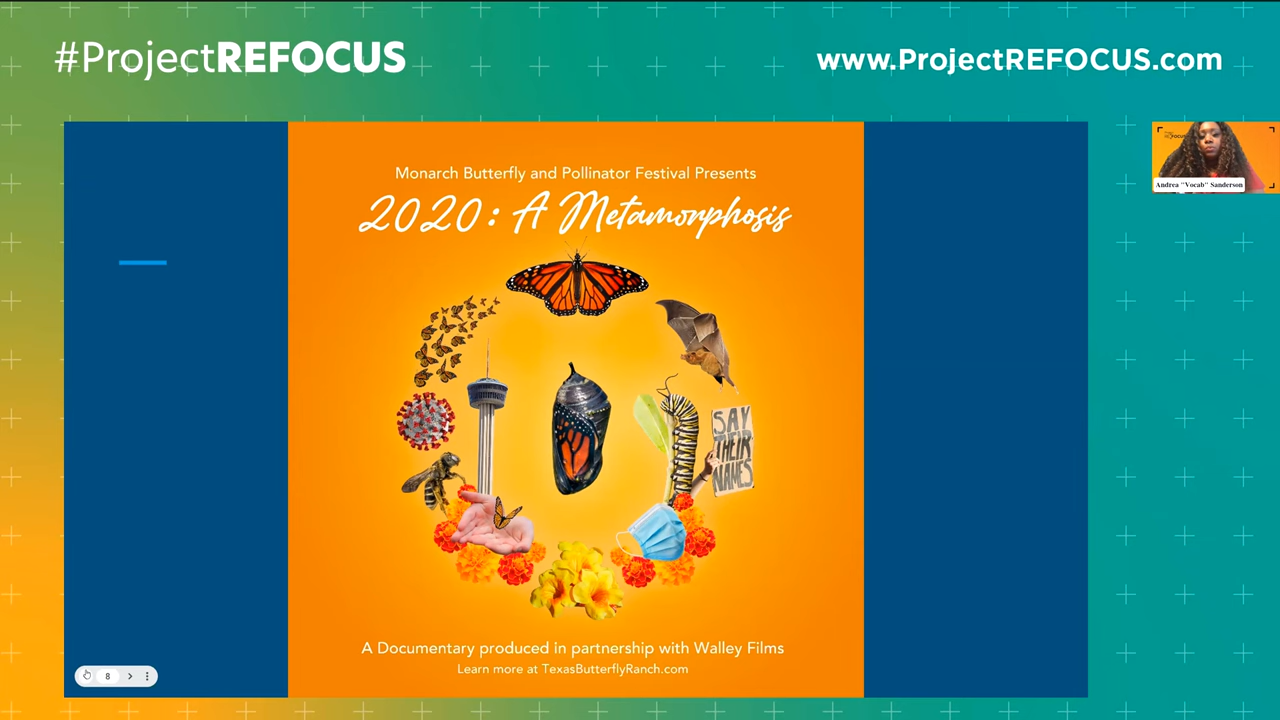 #ProjectREFOCUS
www.ProjectREFOCUS.com
Monarch Butterfly and Pollinator Festival Presents
2020: A Metamorphosis
SAY
THEIR
NAMES
A Documentary produced in partnership with Walley Films
Learn more at TexasButterflyRanch.com
8
Andrea "Vocab" Sanderson